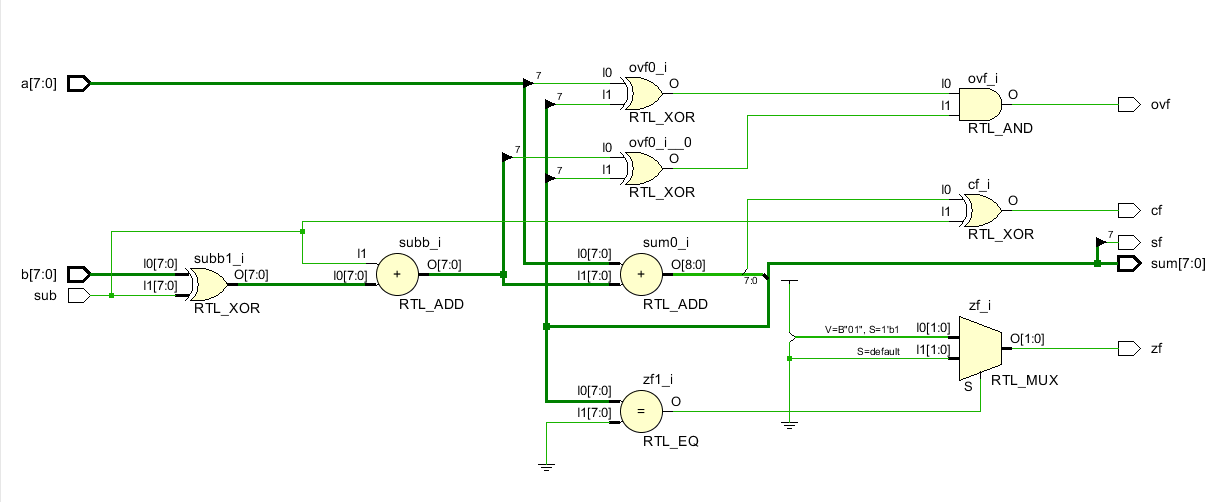 ovf0_i
a[7:0]
7
I0
O
7
I1
RTL_XOR
ovf_i
I0
O
I1
ovf
RTL_AND
ovf0_i__0
7
I0
O
7
I1
RTL_XOR
cf_i
I0
O
I1
cf
RTL_XOR
7
sf
sum[7:0]
subb1_i
subb_i
sum0_i
I0[7:0]
O[7:0]
I1[7:0]
RTL_XOR
b[7:0]
sub
I1
I0[7:0]
+
O[7:0]
RTL_ADD
I0[7:0]
I1[7:0]
+
O[8:0]
7:0
RTL_ADD
zf_i
V=B"01", S=1'b1
I0[1:0]
S=default
I1[1:0]
O[1:0]
zf
S
RTL_MUX
zf1_i
I0[7:0]
I1[7:0]
=
O
RTL_EQ